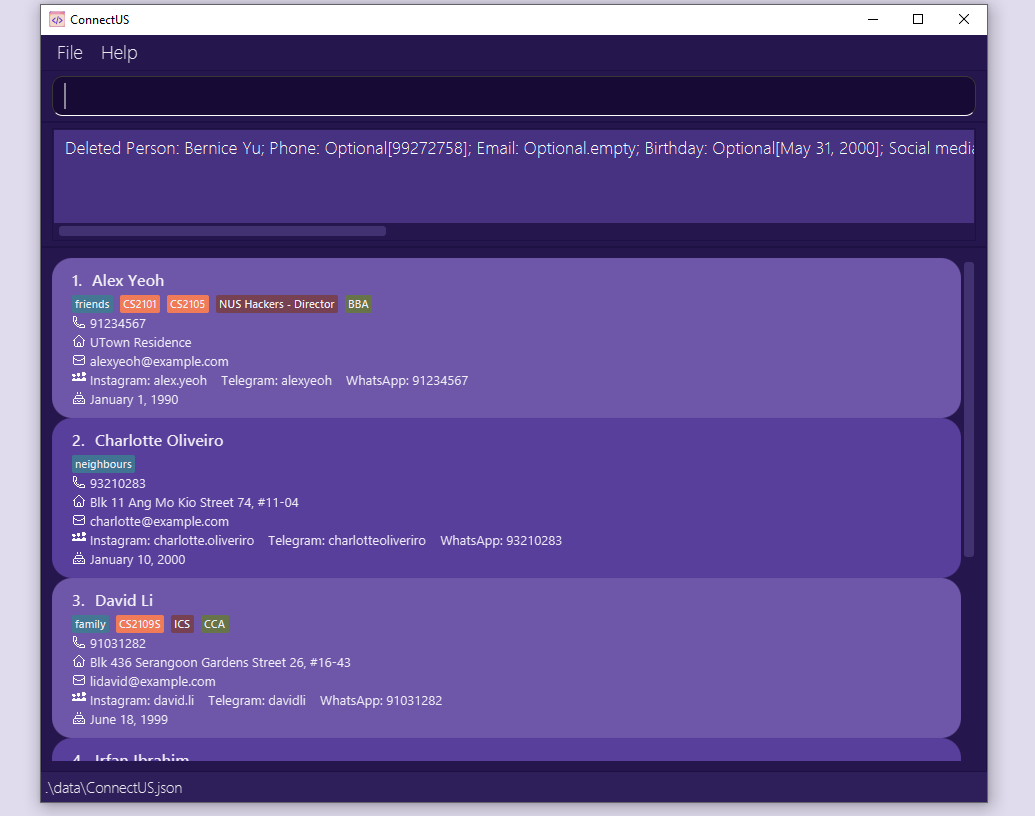 ConnectUS
File Help
Deleted Person: Bernice Yu; Phone: Optional[99272758]; Email: Optional.empty; Birthday: Optional[May 31, 2000]; Social media
1. Alex Yeoh
friends CS2101 CS2105 NUS Hackers - Director BBA
91234567
UTown Residence
alexyeoh@example.com
Instagram: alex.yeoh Telegram: alexyeoh WhatsApp: 91234567
January 1, 1990
2. Charlotte Oliveiro
neighbours
93210283
Blk 11 Ang Mo Kio Street 74, #11-04
charlotte@example.com
Instagram: charlotte.oliveriro Telegram: charlotteoliveriro WhatsApp: 93210283
January 10, 2000
3. David Li
family CS2109S ICS CCA
91031282
Blk 436 Serangoon Gardens Street 26, #16-43
lidavid@example.com
Instagram: david.li Telegram: davidli WhatsApp: 91031282
June 18, 1999
4. Irfan Ibrahim
.\data\ConnectUS.json